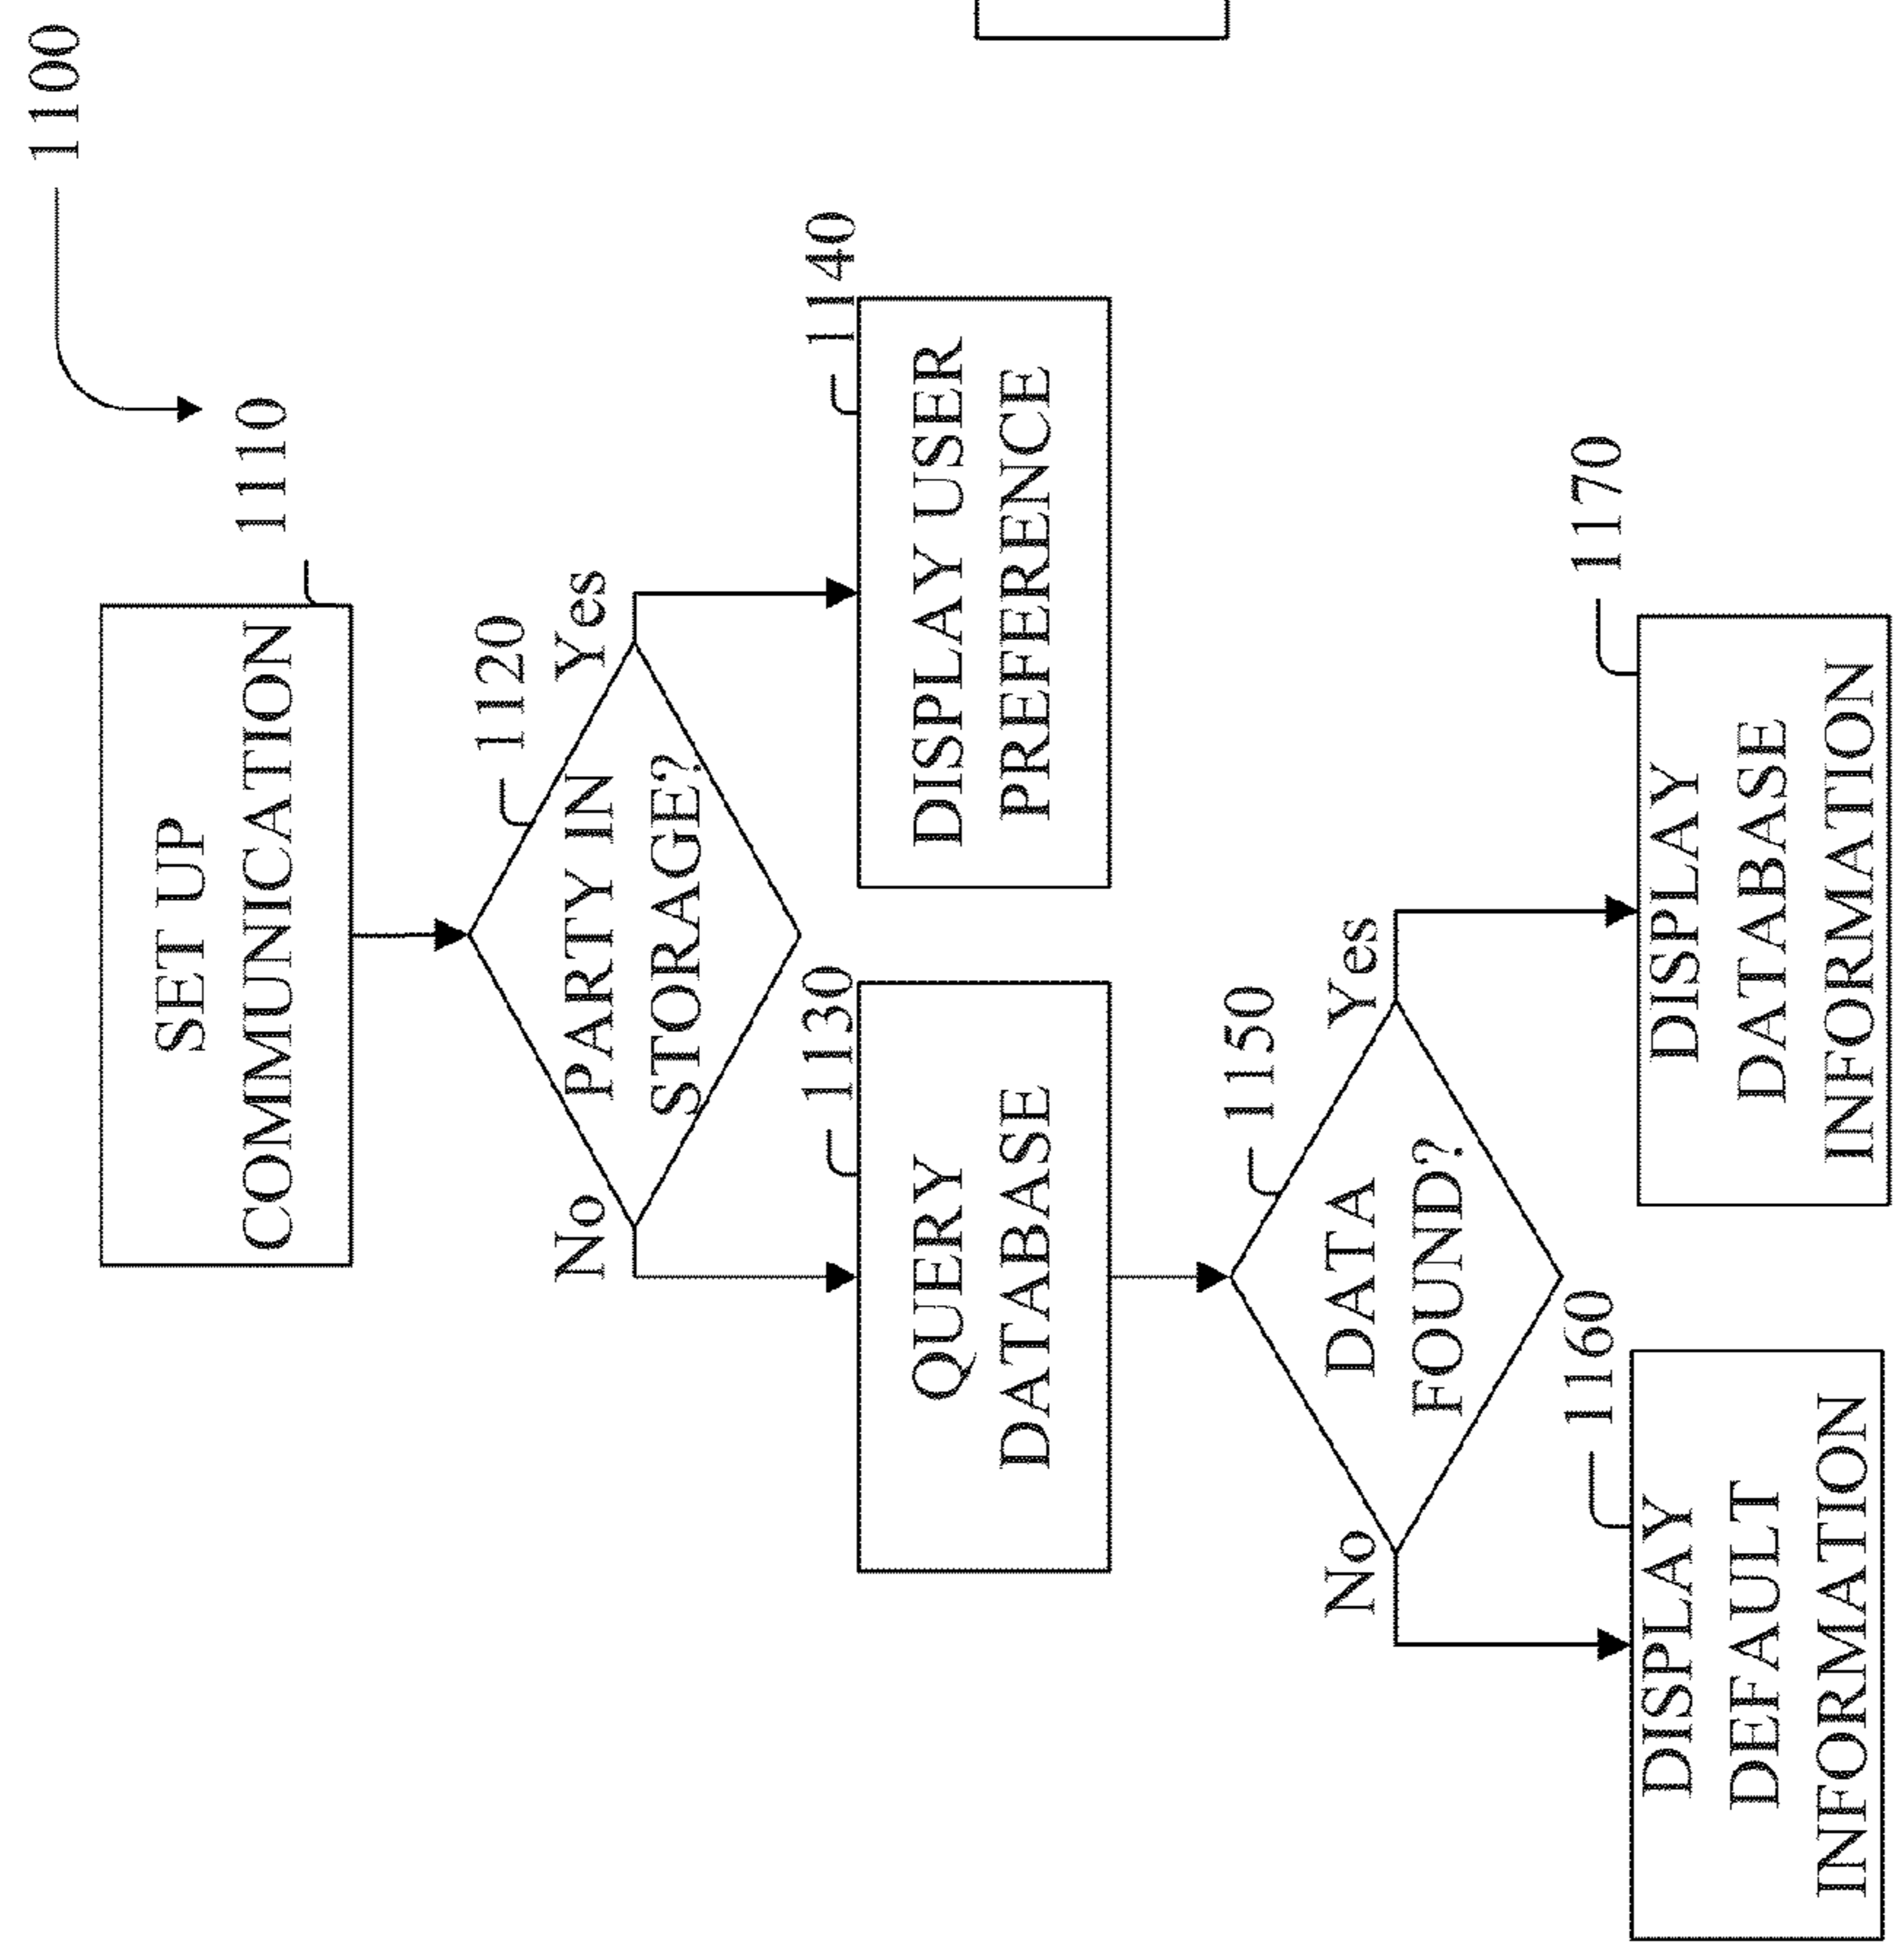 1100
1110
SET UP
COMMUNICATION
1120
No
PARTY IN
STORAGE?
Yes
1130
1140
QUERY
DATABASE
DISPLAY USER
PREFERENCE
1150
No
DATA
FOUND?
Yes
1160
1170
DISPLAY
DEFAULT
INFORMATION
DISPLAY
DATABASE
INFORMATION